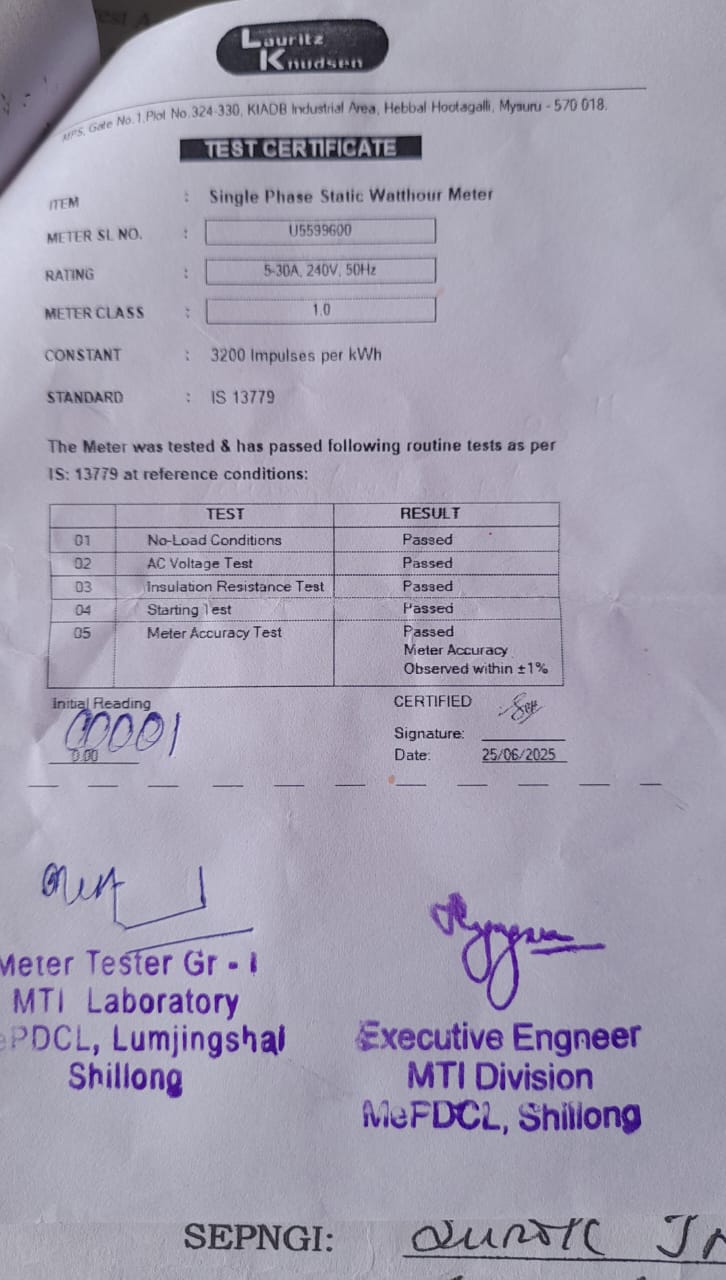 Lauritz
Knudsen
MPS, Gate No.1,Plot No.324-330, KIADB Industrial Area, Hebbal Hootagalli, Mysuru - 570 018.
TEST CERTIFICATE
ITEM : Single Phase Static Watthour Meter
METER SL NO. : U5599600
RATING : 5-30A, 240V, 50Hz
METER CLASS : 1.0
CONSTANT : 3200 Impulses per kWh
STANDARD : IS 13779
The Meter was tested & has passed following routine tests as per
IS: 13779 at reference conditions:
TEST RESULT
01 No-Load Conditions Passed
02 AC Voltage Test Passed
03 Insulation Resistance Test Passed
04 Starting Test Passed
05 Meter Accuracy Test Passed
Meter Accuracy
Observed within ±1%
Initial Reading CERTIFIED
00001
Signature:
0.00 Date: 25/06/2025
Meter Tester Gr - I
MTI Laboratory
ePDCL, Lumjingshai
Shillong
Executive Engneer
MTI Division
MePDCL, Shillong
SEPNGI: